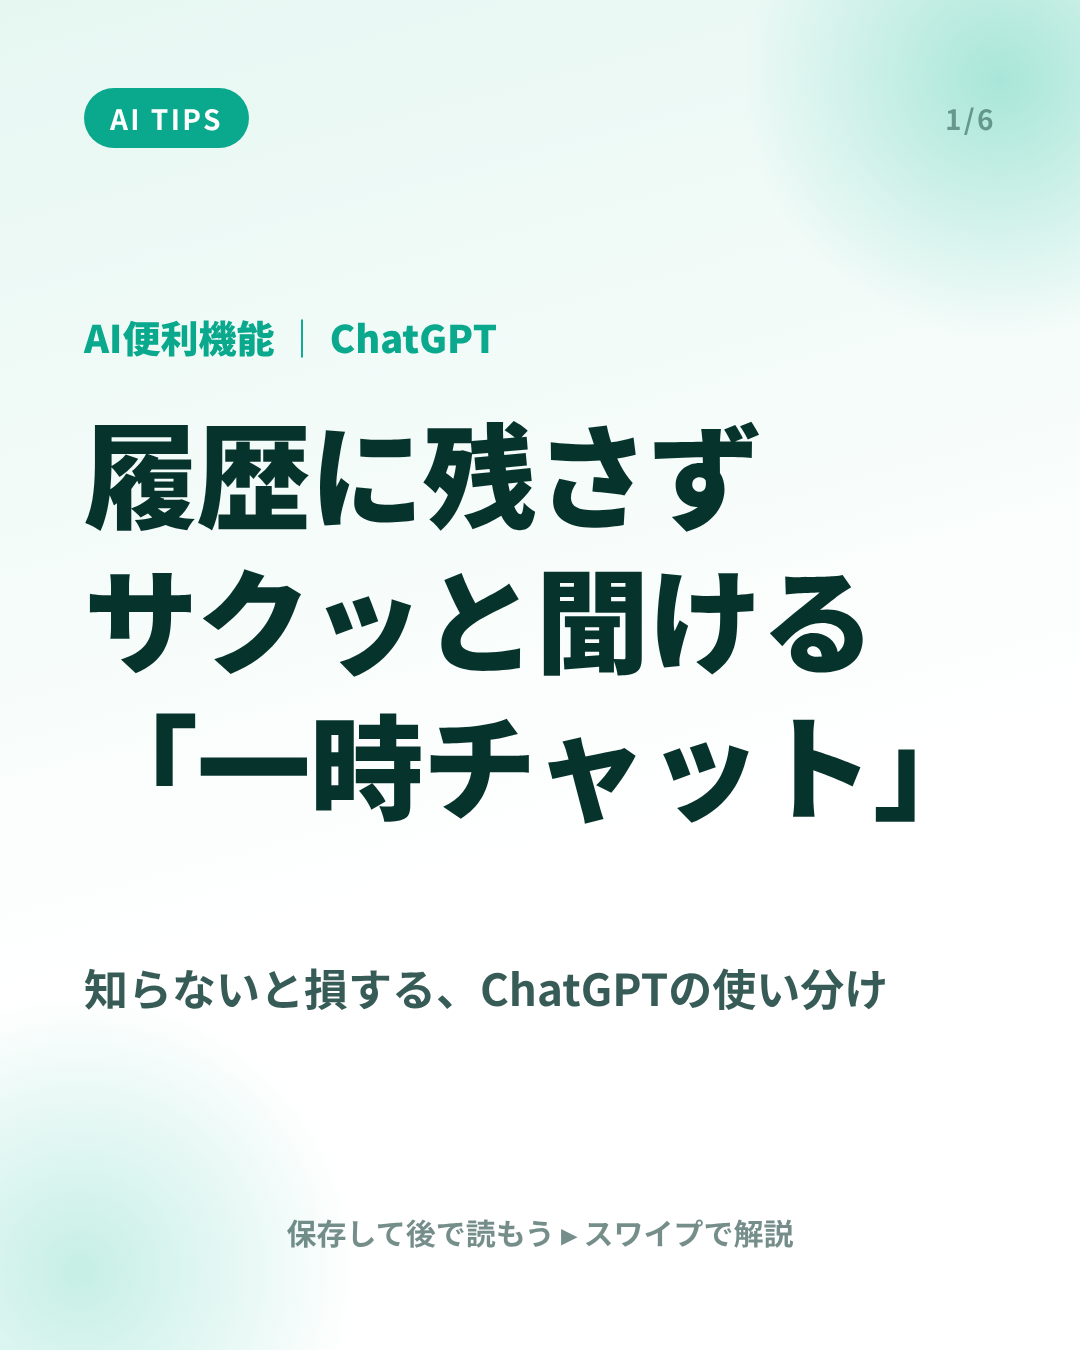 AI TIPS
1/6
AI便利機能 ｜ ChatGPT
履歴に残さず
サクッと聞ける
「一時チャット」
知らないと損する、ChatGPTの使い分け
保存して後で読もう ▸ スワイプで解説